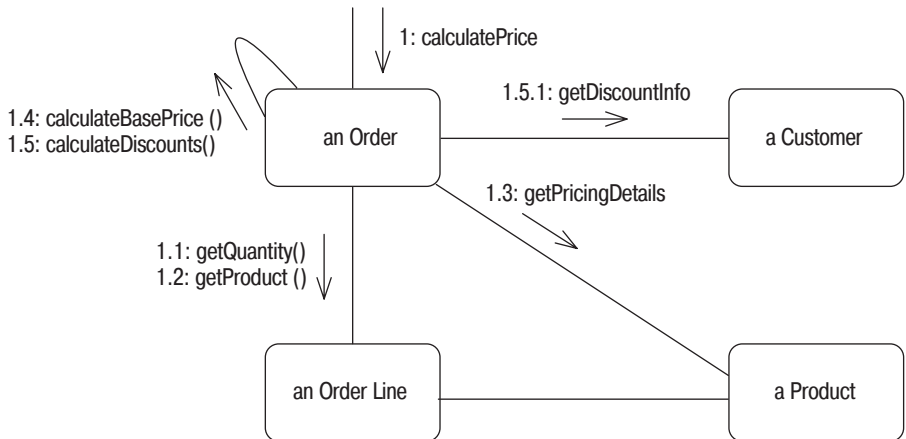 1: calculatePrice
1.5.1: getDiscountInfo
1.4: calculateBasePrice ()
1.5: calculateDiscounts()
an Order
a Customer
1.3: getPricingDetails
1.1: getQuantity()
1.2: getProduct ()
an Order Line
a Product